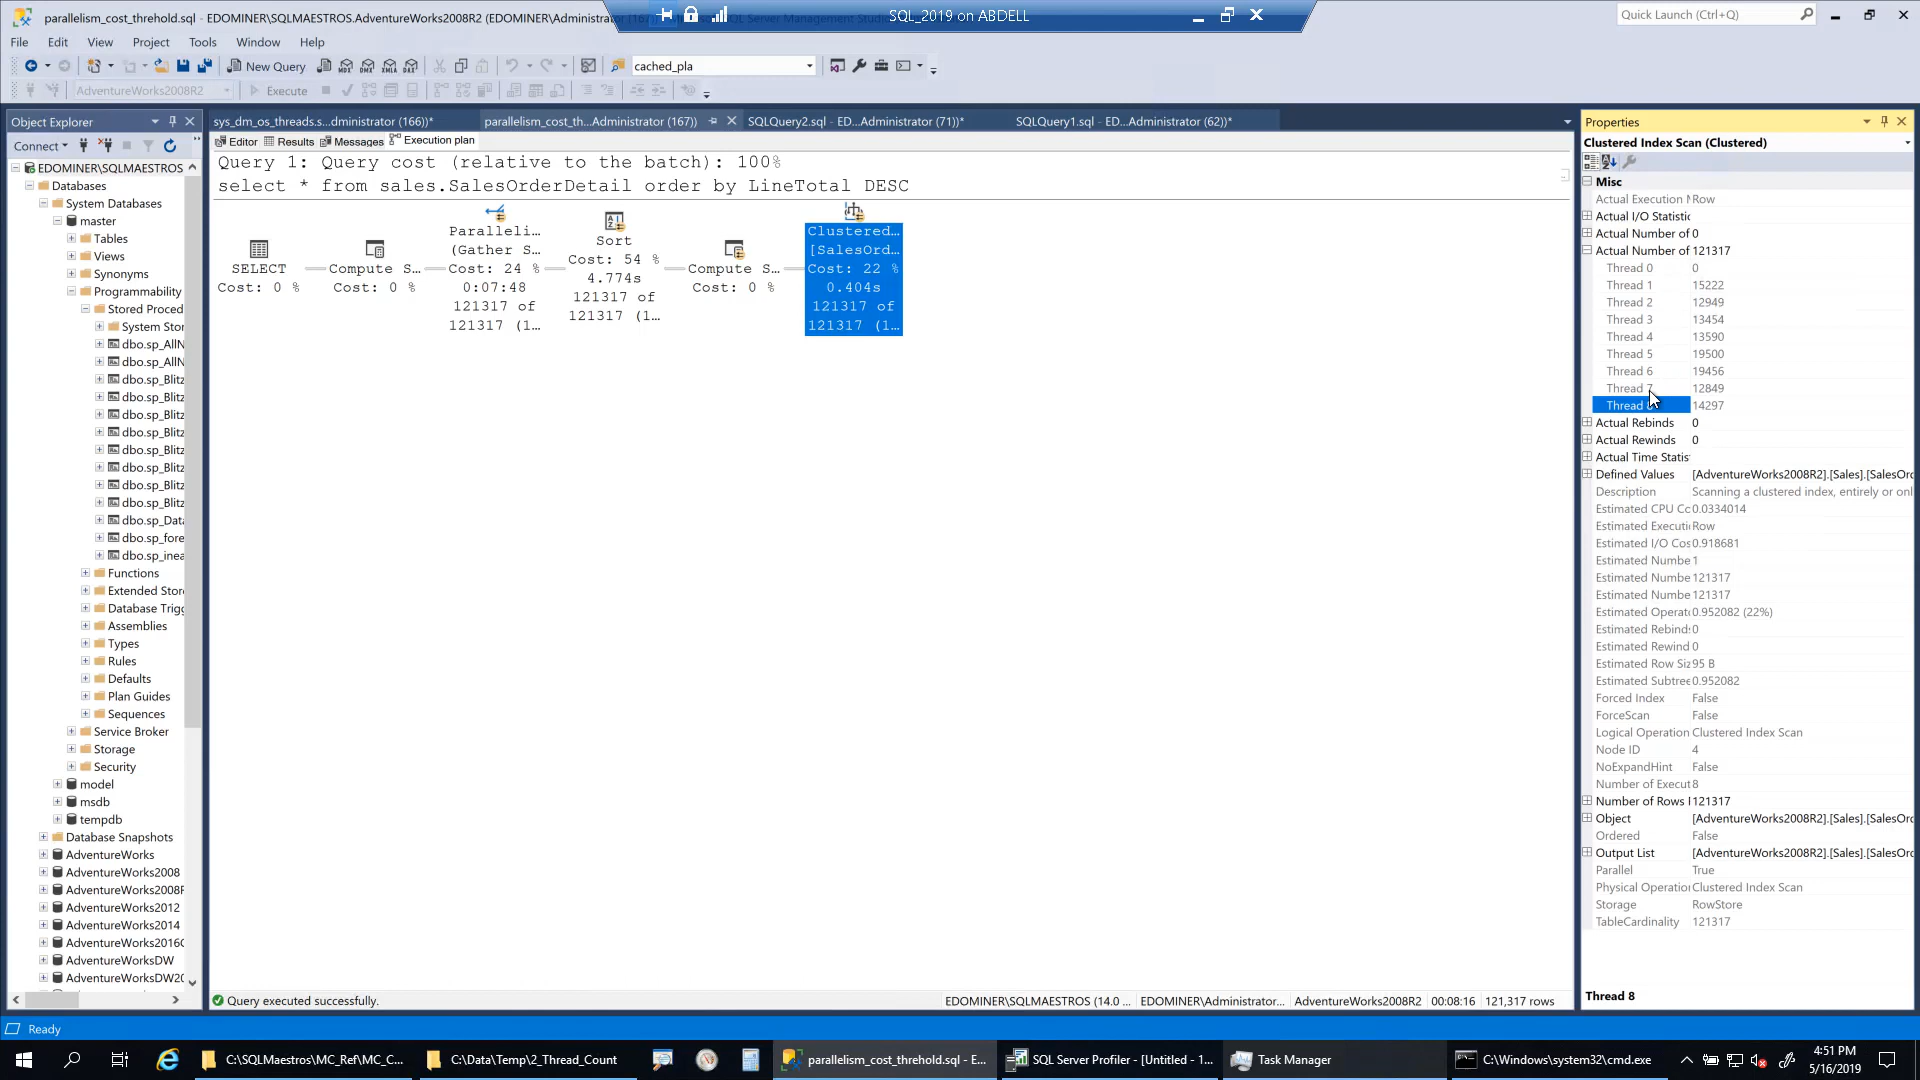 parallelism_cost_threhold.sql - EDOMINER\SQLMAESTROS.AdventureWorks2008R2 (EDOMINER\Administrator
SQL_2019 on ABDELL
Quick Launch (Ctrl+Q)
File Edit View Project Tools Window Help
New Query
cached_pla
AdventureWorks2008R2
Execute
Object Explorer
sys_dm_os_threads.s...dministrator (166))*
parallelism_cost_th...Administrator (167))
SQLQuery2.sql - ED...Administrator (71))*
SQLQuery1.sql - ED...Administrator (62))*
Connect
Editor Results Messages Execution plan
EDOMINER\SQLMAESTROS
Databases
System Databases
master
Tables
Views
Synonyms
Programmability
Stored Proced
System Stor
dbo.sp_AllN
dbo.sp_AllN
dbo.sp_Blitz
dbo.sp_Blitz
dbo.sp_Blitz
dbo.sp_Blitz
dbo.sp_Blitz
dbo.sp_Blitz
dbo.sp_Blitz
dbo.sp_Blitz
dbo.sp_Data
dbo.sp_fore
dbo.sp_inea
Functions
Extended Store
Database Trigg
Assemblies
Types
Rules
Defaults
Plan Guides
Sequences
Service Broker
Storage
Security
model
msdb
tempdb
Database Snapshots
AdventureWorks
AdventureWorks2008
AdventureWorks2008R
AdventureWorks2012
AdventureWorks2014
AdventureWorks2016C
AdventureWorksDW
AdventureWorksDW20
Query 1: Query cost (relative to the batch): 100%
select * from sales.SalesOrderDetail order by LineTotal DESC
SELECT
Cost: 0 %
Compute S...
Cost: 0 %
Paralleli...
(Gather S...
Cost: 24 %
0:07:48
121317 of
121317 (1...
Sort
Cost: 54 %
4.774s
121317 of
121317 (1...
Compute S...
Cost: 0 %
Clustered...
[SalesOrd...
Cost: 22 %
0.404s
121317 of
121317 (1...
Query executed successfully.
EDOMINER\SQLMAESTROS (14.0 ...
EDOMINER\Administrator...
AdventureWorks2008R2
00:08:16
121,317 rows
Properties
Clustered Index Scan (Clustered)
Misc
Actual Execution M Row
Actual I/O Statistic
Actual Number of 0
Actual Number of 121317
Thread 0 0
Thread 1 15222
Thread 2 12949
Thread 3 13454
Thread 4 13590
Thread 5 19500
Thread 6 19456
Thread 7 12849
Thread 14297
Actual Rebinds 0
Actual Rewinds 0
Actual Time Statis
Defined Values [AdventureWorks2008R2].[Sales].[SalesOrd
Description Scanning a clustered index, entirely or onl
Estimated CPU Co 0.0334014
Estimated Executi Row
Estimated I/O Cos 0.918681
Estimated Numbe 1
Estimated Numbe 121317
Estimated Numbe 121317
Estimated Operat 0.952082 (22%)
Estimated Rebind 0
Estimated Rewind 0
Estimated Row Siz 95 B
Estimated Subtree 0.952082
Forced Index False
ForceScan False
Logical Operation Clustered Index Scan
Node ID 4
NoExpandHint False
Number of Execut 8
Number of Rows 121317
Object [AdventureWorks2008R2].[Sales].[SalesOrd
Ordered False
Output List [AdventureWorks2008R2].[Sales].[SalesOrd
Parallel True
Physical Operation Clustered Index Scan
Storage RowStore
TableCardinality 121317
Thread 8
Ready
C:\SQLMaestros\MC_Ref\MC_C...
C:\Data\Temp\2_Thread_Count
parallelism_cost_threhold.sql - E...
SQL Server Profiler - [Untitled - 1...
Task Manager
C:\Windows\system32\cmd.exe
4:51 PM
5/16/2019